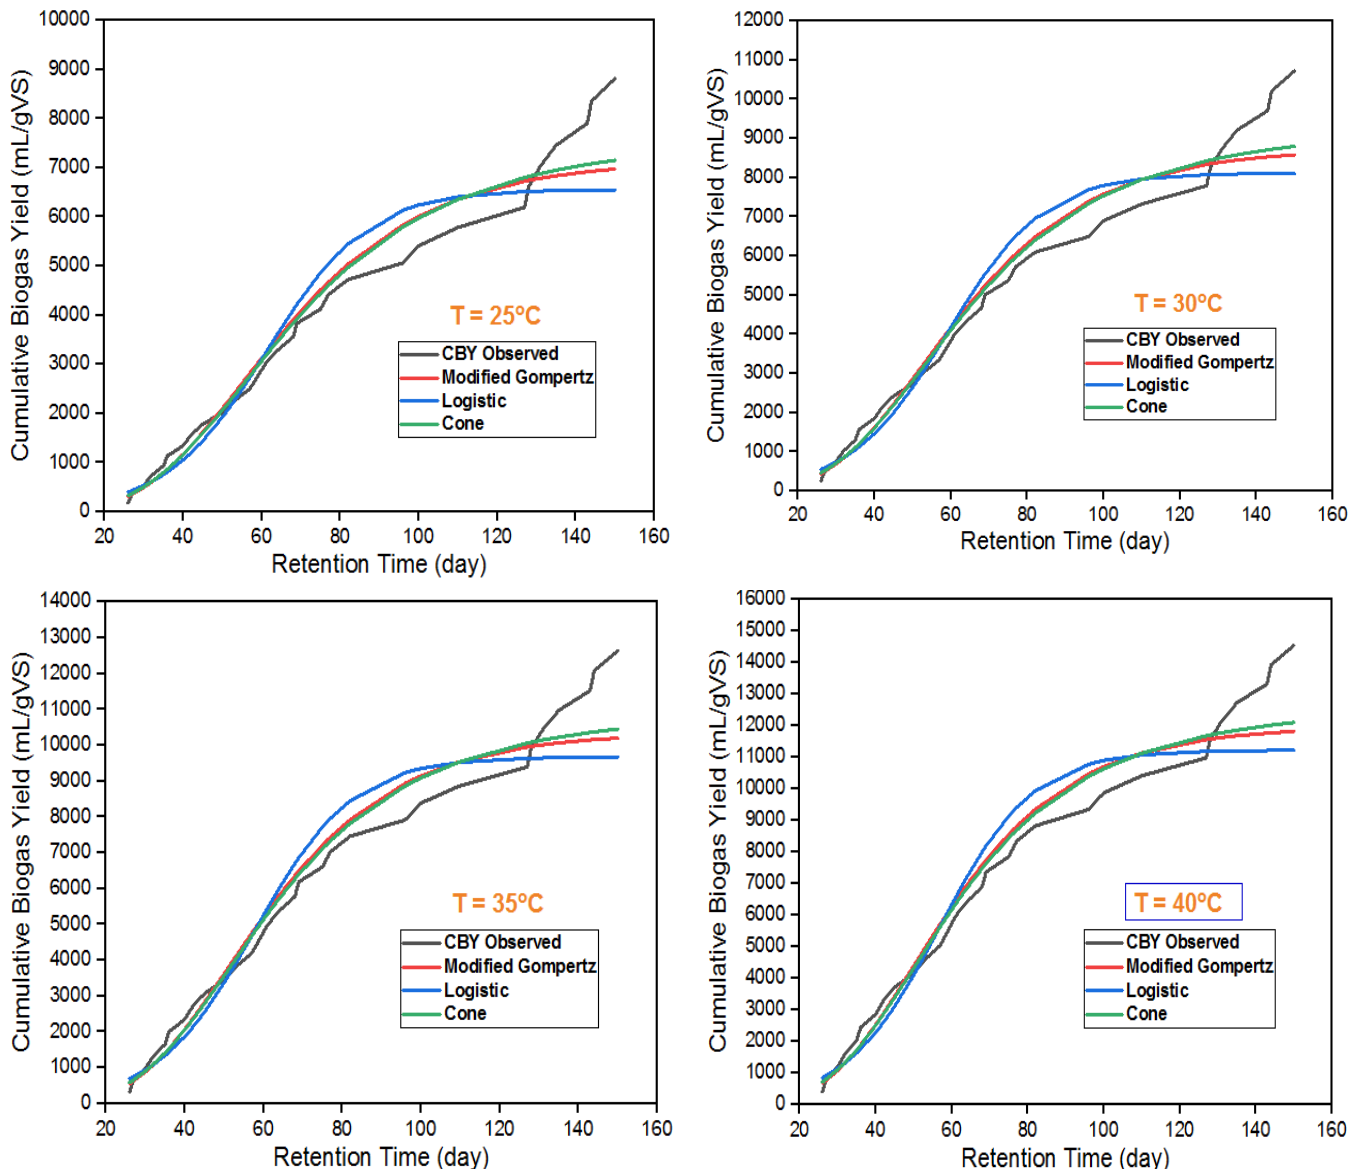 10000
9000
8000
7000
6000
5000
4000
3000
2000
1000
0
Cumulative Biogas Yield (mL/gVS)
T = 25°C
CBY Observed
Modified Gompertz
Logistic
Cone
20 40 60 80 100 120 140 160
Retention Time (day)
12000
11000
10000
9000
8000
7000
6000
5000
4000
3000
2000
1000
0
Cumulative Biogas Yield (mL/gVS)
T = 30°C
CBY Observed
Modified Gompertz
Logistic
Cone
20 40 60 80 100 120 140 160
Retention Time (day)
14000
13000
12000
11000
10000
9000
8000
7000
6000
5000
4000
3000
2000
1000
0
Cumulative Biogas Yield (mL/gVS)
T = 35°C
CBY Observed
Modified Gompertz
Logistic
Cone
20 40 60 80 100 120 140 160
Retention Time (day)
16000
15000
14000
13000
12000
11000
10000
9000
8000
7000
6000
5000
4000
3000
2000
1000
0
Cumulative Biogas Yield (mL/gVS)
T = 40°C
CBY Observed
Modified Gompertz
Logistic
Cone
20 40 60 80 100 120 140 160
Retention Time (day)